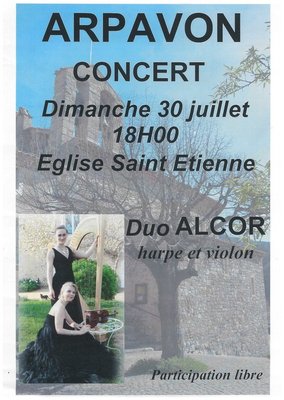 ARPAVON
CONCERT
Dimanche 30 juillet
18H00
Eglise Saint Etienne
Duo ALCOR
harpe et violon
Participation libre